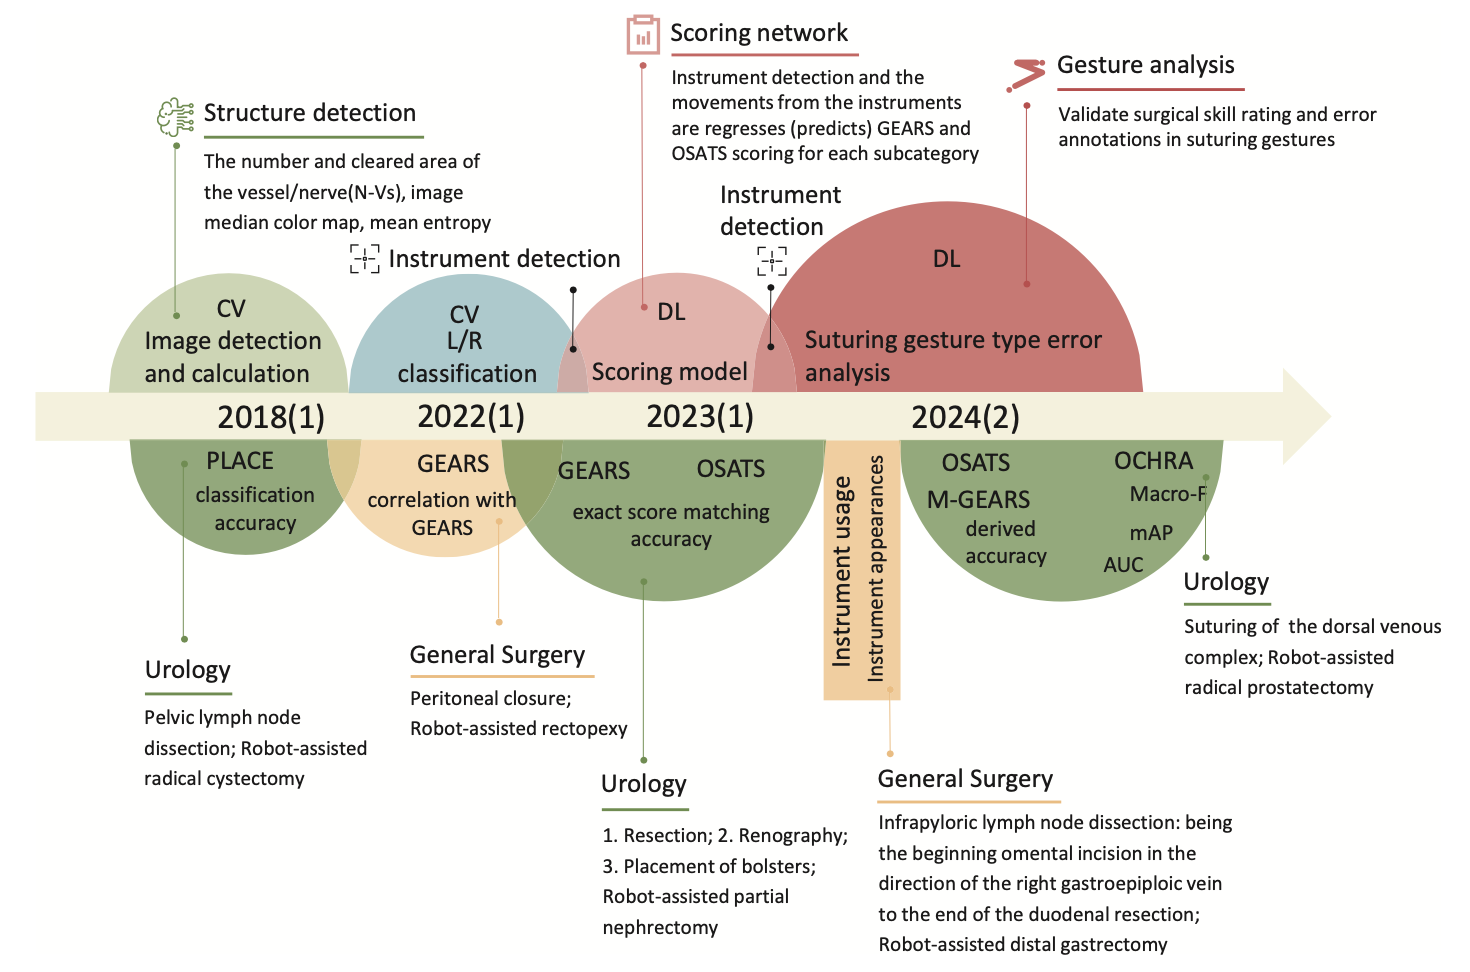 Scoring network
Instrument detection and the
movements from the instruments
are regresses (predicts) GEARS and
OSATS scoring for each subcategory
Gesture analysis
Validate surgical skill rating and error
annotations in suturing gestures
Structure detection
The number and cleared area of
the vessel/nerve(N-Vs), image
median color map, mean entropy
Instrument detection
Instrument
detection
CV
Image detection
and calculation
CV
L/R
classification
DL
Scoring model
DL
Suturing gesture type error
analysis
2018(1)
2022(1)
2023(1)
2024(2)
PLACE
classification
accuracy
GEARS
correlation with
GEARS
GEARS
OSATS
exact score matching
accuracy
Instrument usage
Instrument appearances
OSATS
M-GEARS
derived
accuracy
OCHRA
Macro-F
mAP
AUC
Urology
Pelvic lymph node
dissection; Robot-assisted
radical cystectomy
General Surgery
Peritoneal closure;
Robot-assisted rectopexy
Urology
1. Resection; 2. Renography;
3. Placement of bolsters;
Robot-assisted partial
nephrectomy
General Surgery
Infrapyloric lymph node dissection: being
the beginning omental incision in the
direction of the right gastroepiploic vein
to the end of the duodenal resection;
Robot-assisted distal gastrectomy
Urology
Suturing of the dorsal venous
complex; Robot-assisted
radical prostatectomy